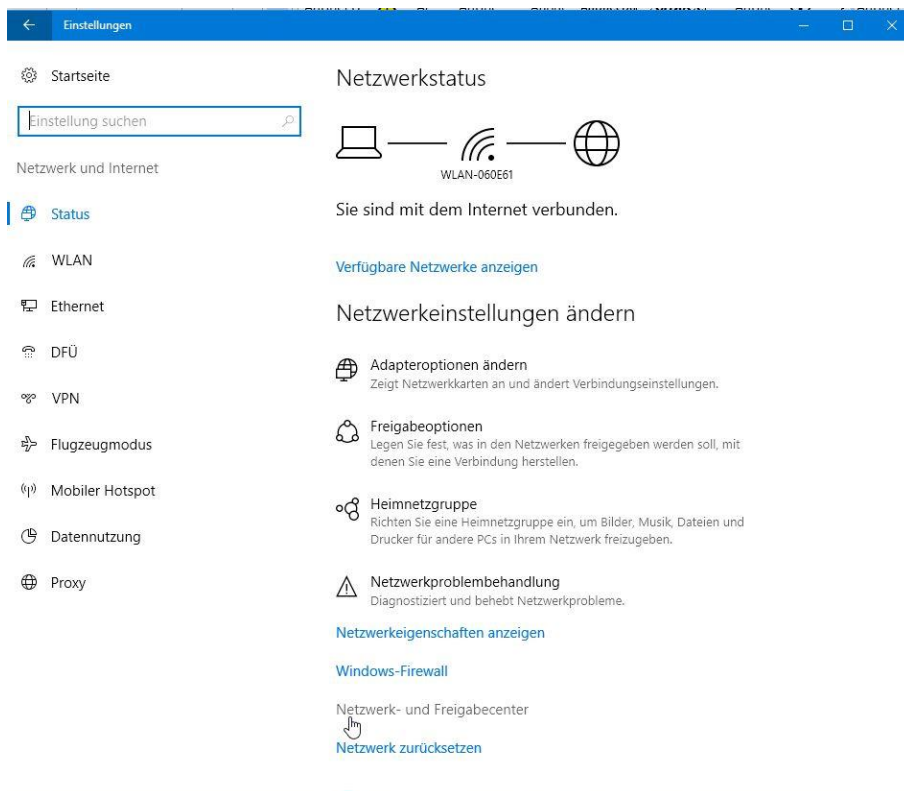 Einstellungen
Startseite
Einstellung suchen
Netzwerk und Internet
Status
WLAN
Ethernet
DFÜ
VPN
Flugzeugmodus
Mobiler Hotspot
Datennutzung
Proxy
Netzwerkstatus
WLAN-060E61
Sie sind mit dem Internet verbunden.
Verfügbare Netzwerke anzeigen
Netzwerkeinstellungen ändern
Adapteroptionen ändern
Zeigt Netzwerkkarten an und ändert Verbindungseinstellungen.
Freigabeoptionen
Legen Sie fest, was in den Netzwerken freigegeben werden soll, mit
denen Sie eine Verbindung herstellen.
Heimnetzgruppe
Richten Sie eine Heimnetzgruppe ein, um Bilder, Musik, Dateien und
Drucker für andere PCs in Ihrem Netzwerk freizugeben.
Netzwerkproblembehandlung
Diagnostiziert und behebt Netzwerkprobleme.
Netzwerkeigenschaften anzeigen
Windows-Firewall
Netzwerk- und Freigabecenter
Netzwerk zurücksetzen